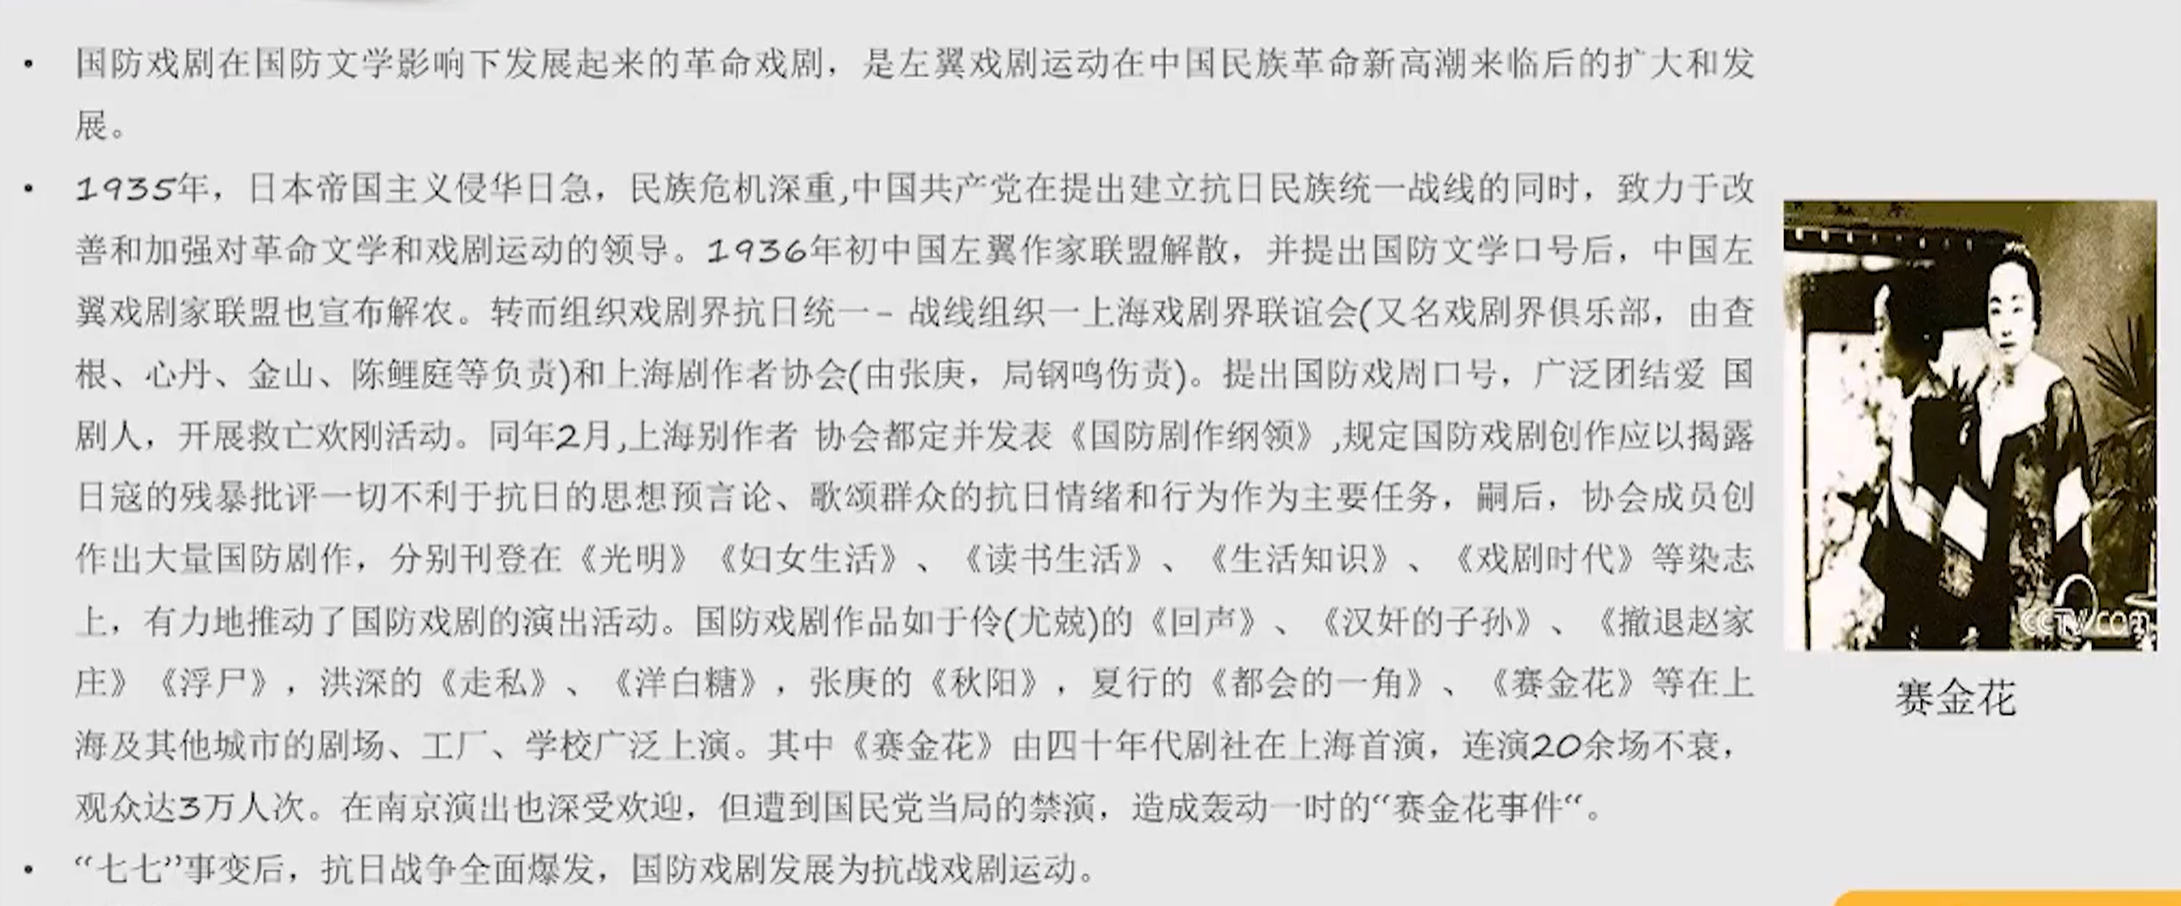 • 国防戏剧在国防文学影响下发展起来的革命戏剧，是左翼戏剧运动在中国民族革命新高潮来临后的扩大和发
展。
• 1935年，日本帝国主义侵华日急，民族危机深重,中国共产党在提出建立抗日民族统一战线的同时，致力于改
善和加强对革命文学和戏剧运动的领导。1936年初中国左翼作家联盟解散，并提出国防文学口号后，中国左
翼戏剧家联盟也宣布解农。转而组织戏剧界抗日统一- 战线组织一上海戏剧界联谊会(又名戏剧界俱乐部，由查
根、心丹、金山、陈鲤庭等负责)和上海剧作者协会(由张庚，局钢鸣伤责)。提出国防戏周口号，广泛团结爱 国
剧人，开展救亡欢刚活动。同年2月,上海别作者 协会都定并发表《国防剧作纲领》,规定国防戏剧创作应以揭露
日寇的残暴批评一切不利于抗日的思想预言论、歌颂群众的抗日情绪和行为作为主要任务，嗣后，协会成员创
作出大量国防剧作，分别刊登在《光明》《妇女生活》、《读书生活》、《生活知识》、《戏剧时代》等染志
上，有力地推动了国防戏剧的演出活动。国防戏剧作品如于伶(尤兢)的《回声》、《汉奸的子孙》、《撤退赵家
庄》《浮尸》，洪深的《走私》、《洋白糖》，张庚的《秋阳》，夏行的《都会的一角》、《赛金花》等在上
海及其他城市的剧场、工厂、学校广泛上演。其中《赛金花》由四十年代剧社在上海首演，连演20余场不衰，
观众达3万人次。在南京演出也深受欢迎，但遭到国民党当局的禁演，造成轰动一时的“赛金花事件“。
• “七七”事变后，抗日战争全面爆发，国防戏剧发展为抗战戏剧运动。
CCTV.com
赛金花